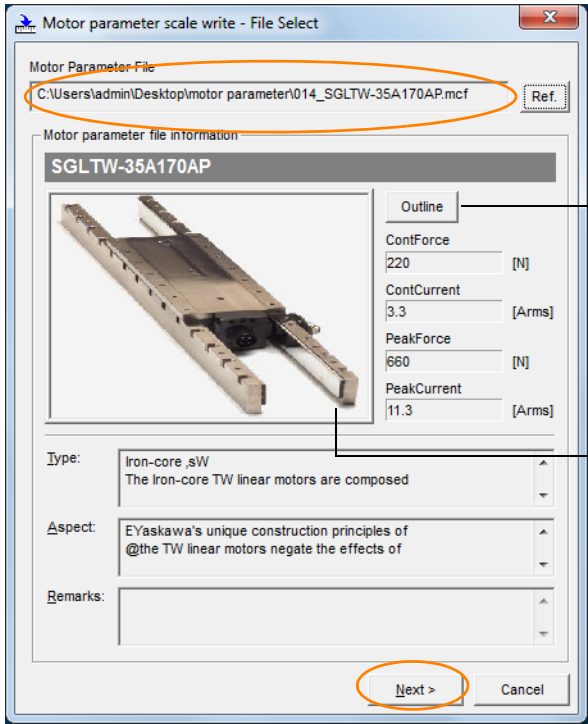 Motor parameter scale write - File Select
Motor Parameter File
C:\Users\admin\Desktop\motor parameter\014_SGLTW-35A170AP.mcf
Ref.
Motor parameter file information
SGLTW-35A170AP
Outline
ContForce
220 [N]
ContCurrent
3.3 [Arms]
PeakForce
660 [N]
PeakCurrent
11.3 [Arms]
Type:
Iron-core ,sW
The Iron-core TW linear motors are composed
Aspect:
EYaskawa's unique construction principles of
@the TW linear motors negate the effects of
Remarks:
Next >
Cancel